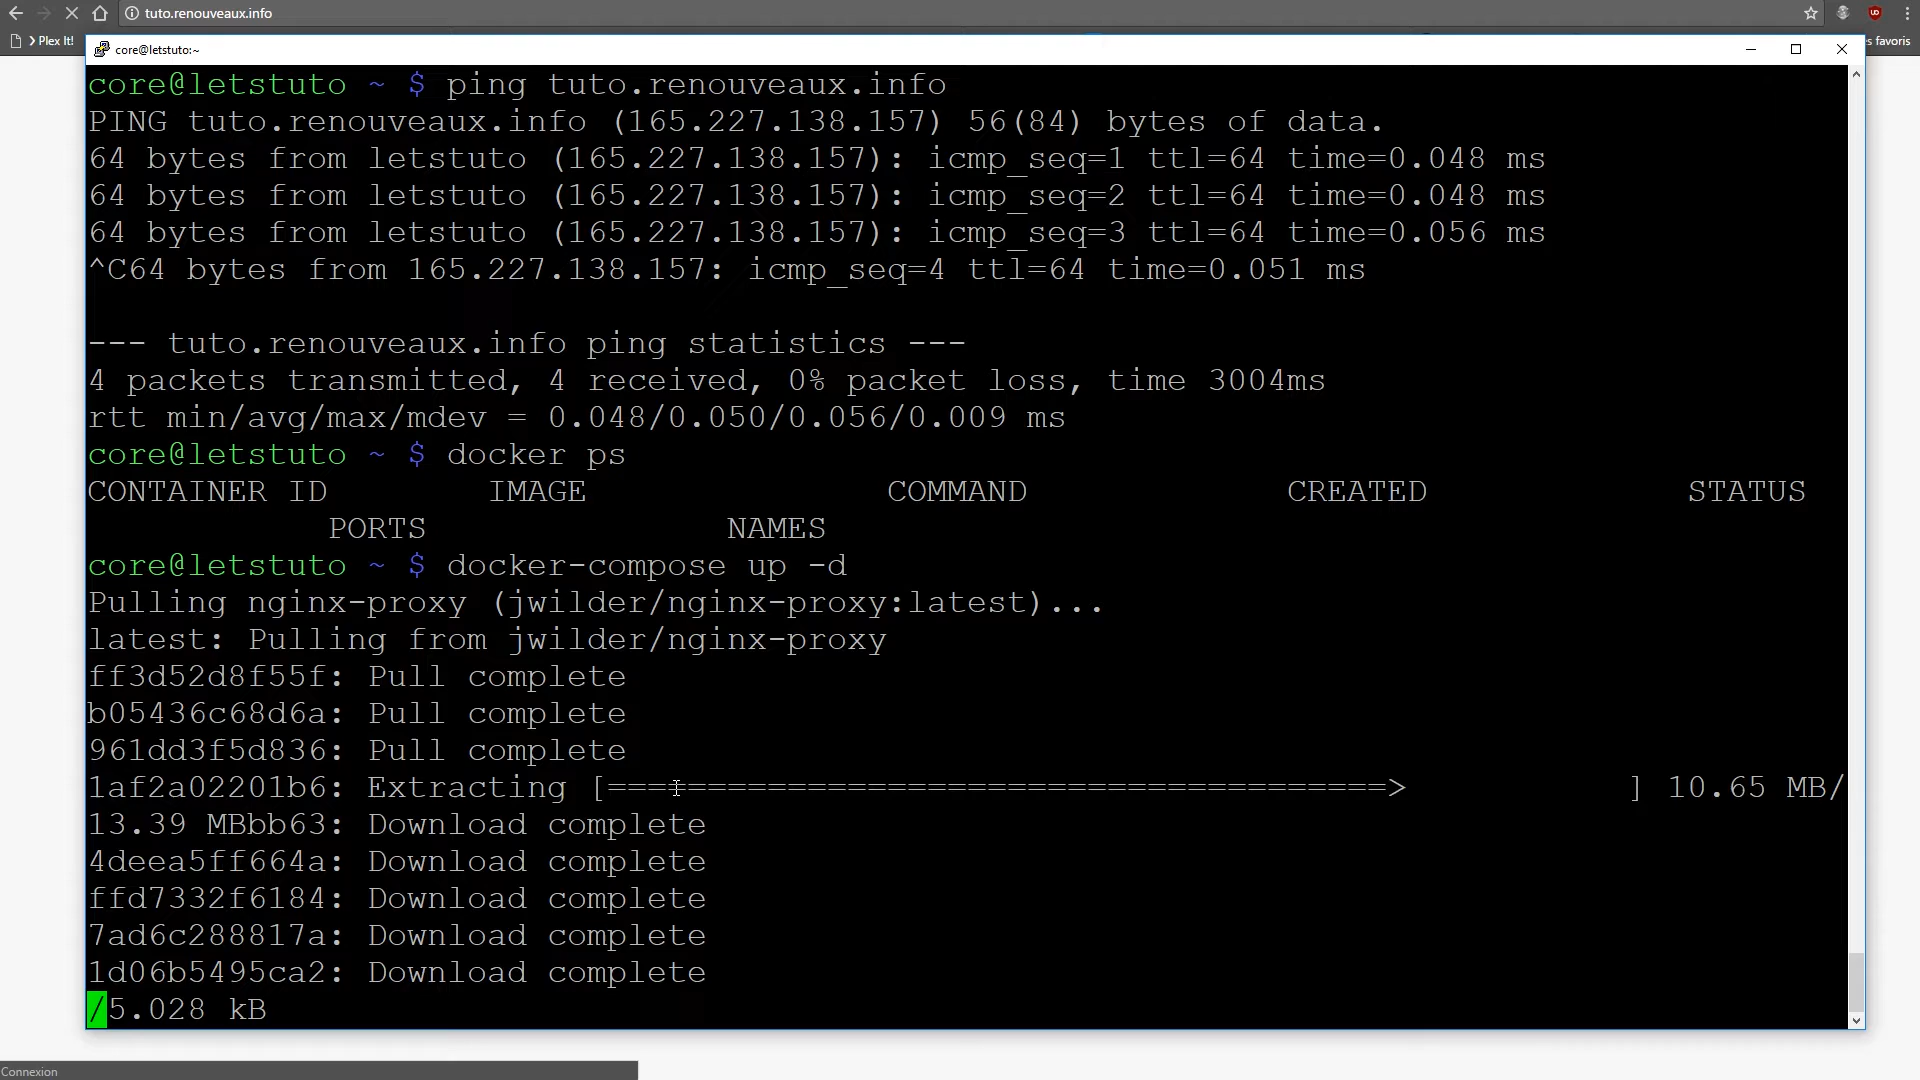 tuto.renouveaux.info
Plex It!
s favoris
core@letstuto:~
core@letstuto ~ $ ping tuto.renouveaux.info
PING tuto.renouveaux.info (165.227.138.157) 56(84) bytes of data.
64 bytes from letstuto (165.227.138.157): icmp_seq=1 ttl=64 time=0.048 ms
64 bytes from letstuto (165.227.138.157): icmp_seq=2 ttl=64 time=0.048 ms
64 bytes from letstuto (165.227.138.157): icmp_seq=3 ttl=64 time=0.056 ms
^C64 bytes from 165.227.138.157: icmp_seq=4 ttl=64 time=0.051 ms
--- tuto.renouveaux.info ping statistics ---
4 packets transmitted, 4 received, 0% packet loss, time 3004ms
rtt min/avg/max/mdev = 0.048/0.050/0.056/0.009 ms
core@letstuto ~ $ docker ps
CONTAINER ID        IMAGE               COMMAND             CREATED             STATUS
            PORTS               NAMES
core@letstuto ~ $ docker-compose up -d
Pulling nginx-proxy (jwilder/nginx-proxy:latest)...
latest: Pulling from jwilder/nginx-proxy
ff3d52d8f55f: Pull complete
b05436c68d6a: Pull complete
961dd3f5d836: Pull complete
1af2a02201b6: Extracting [=======================================>           ] 10.65 MB/
13.39 MBbb63: Download complete
4deea5ff664a: Download complete
ffd7332f6184: Download complete
7ad6c288817a: Download complete
1d06b5495ca2: Download complete
/5.028 kB
Connexion